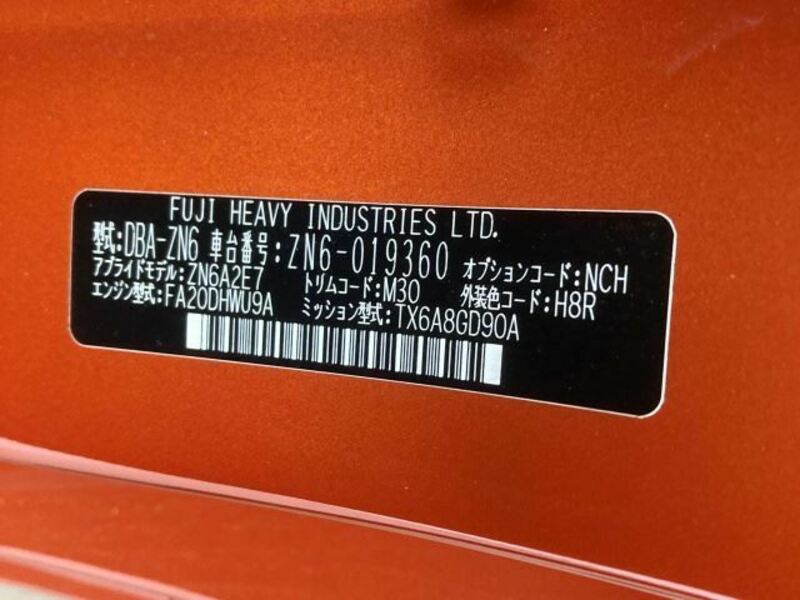 FUJI HEAVY INDUSTRIES LTD.
型式:DBA-ZN6 車台番号:ZN6-019360 オプションコード:NCH
アプライドモデル:ZN6A2E7 トリムコード:M30 外装色コード:H8R
エンジン型式:FA20DHWU9A ミッション型式:TX6A8GD90A